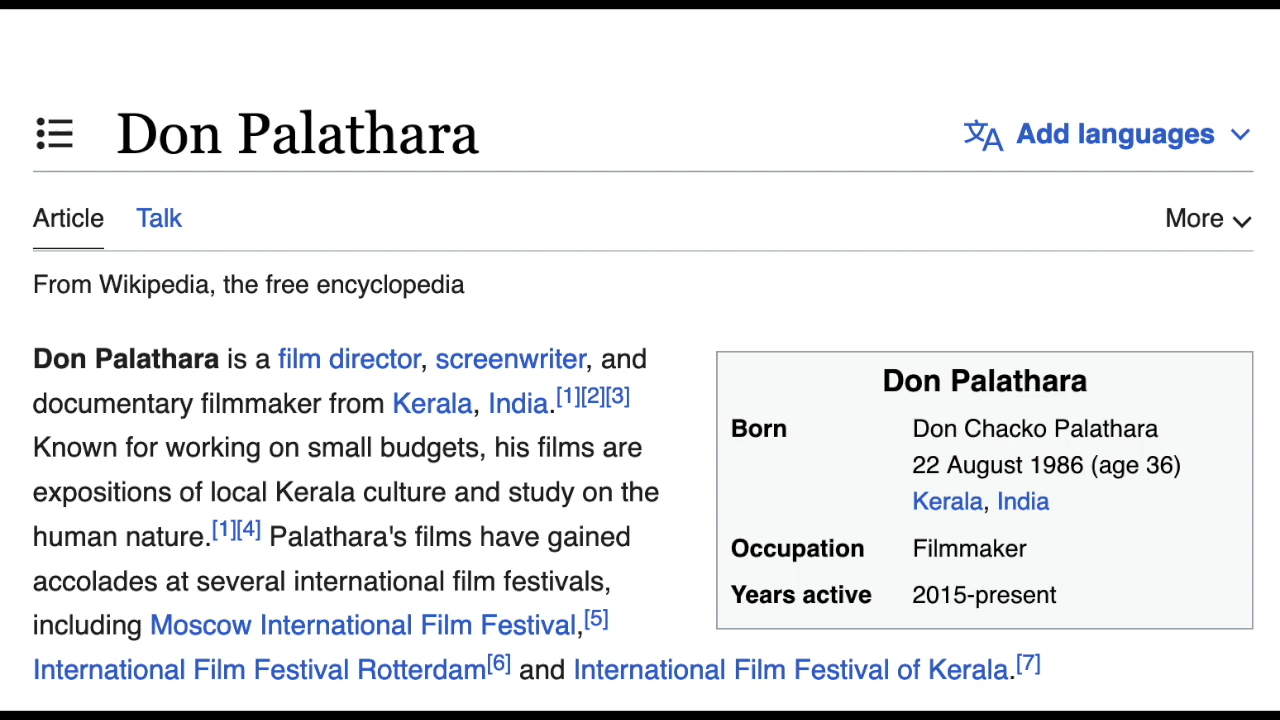 Don Palathara
文A Add languages
Article Talk
More
From Wikipedia, the free encyclopedia
Don Palathara is a film director, screenwriter, and
documentary filmmaker from Kerala, India.[1][2][3]
Known for working on small budgets, his films are
expositions of local Kerala culture and study on the
human nature.[1][4] Palathara's films have gained
accolades at several international film festivals,
including Moscow International Film Festival,[5]
International Film Festival Rotterdam[6] and International Film Festival of Kerala.[7]
Don Palathara
Born Don Chacko Palathara
22 August 1986 (age 36)
Kerala, India
Occupation Filmmaker
Years active 2015-present